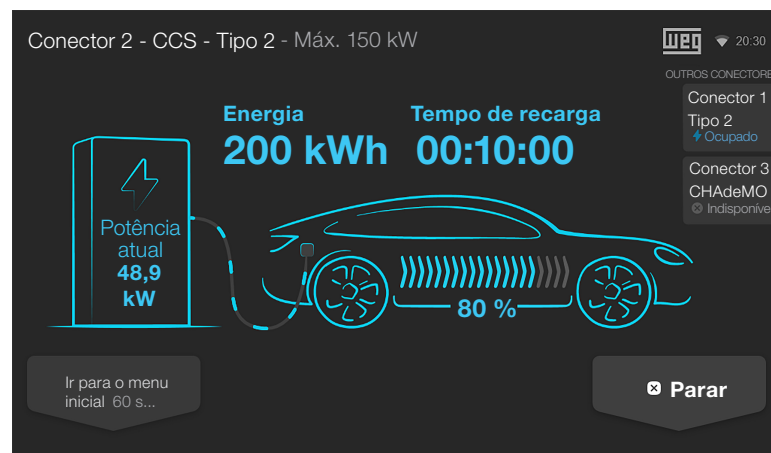 Conector 2 - CCS - Tipo 2 - Máx. 150 kW
WEG
20:30
OUTROS CONECTORE
Conector 1
Tipo 2
Ocupado
Conector 3
CHAdeMO
Indisponíve
Energia
200 kWh
Tempo de recarga
00:10:00
Potência
atual
48,9
kW
80 %
Ir para o menu
inicial 60 s...
Parar